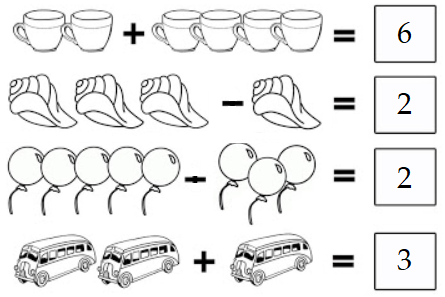 + = 6
- = 2
- = 2
+ = 3